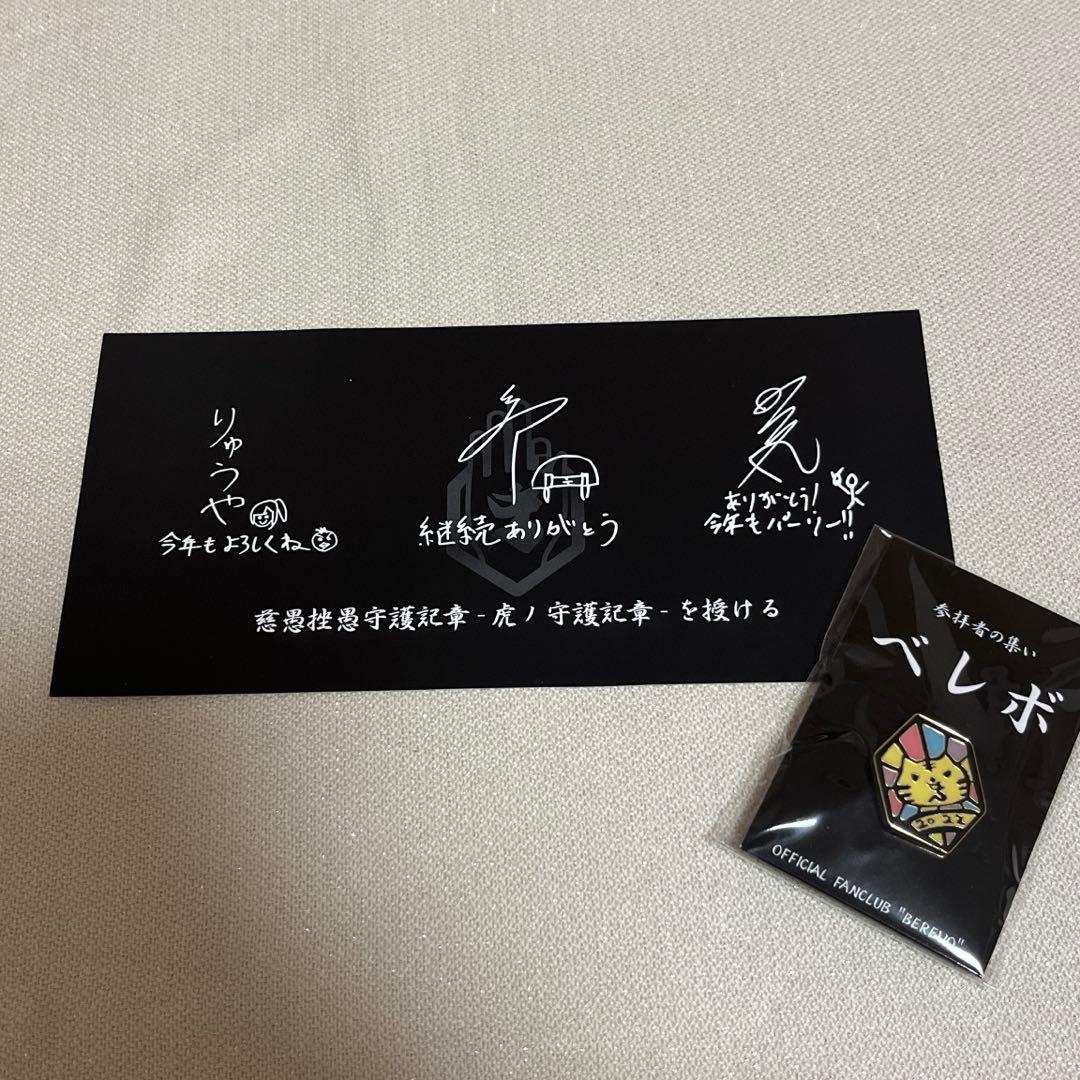 りゅうや
今年もよろしくね
継続ありがとう
ありがとう!
今年もパーリー!!
慈愚挫愚守護記章-虎ノ守護記章-を授ける
参拝者の集い
ベレボ
2022
OFFICIAL FANCLUB "BEREVO"